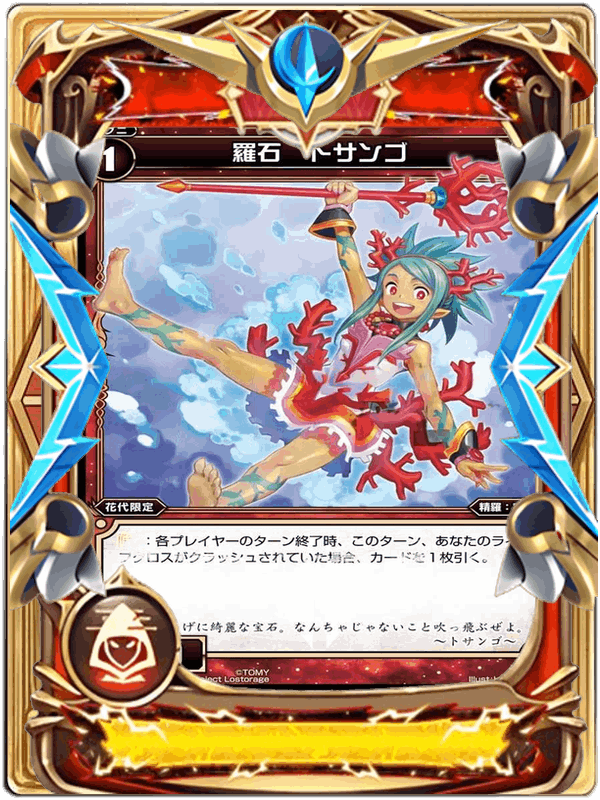 1
羅石 トサンゴ
花代限定
精羅:
:各プレイヤーのターン終了時、このターン、あなたのライ
フクロスがクラッシュされていた場合、カードを1枚引く。
げに綺麗な宝石。なんちゃじゃないこと吹っ飛ぶぜよ。
~トサンゴ~
©TOMY
ject Lostorage
Illust